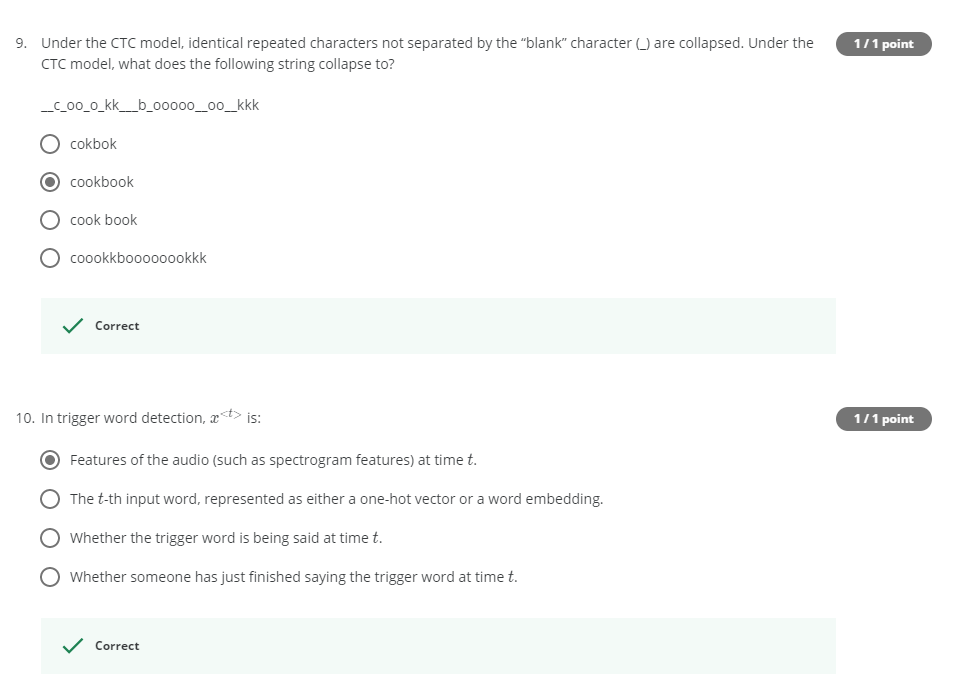 9. Under the CTC model, identical repeated characters not separated by the “blank” character (_) are collapsed. Under the
1 / 1 point
CTC model, what does the following string collapse to?
__c_oo_o_kk___b_ooooo__oo__kkk
cokbok
cookbook
cook book
coookkboooooookkk
Correct
10. In trigger word detection, x<t> is:
1 / 1 point
Features of the audio (such as spectrogram features) at time t.
The t-th input word, represented as either a one-hot vector or a word embedding.
Whether the trigger word is being said at time t.
Whether someone has just finished saying the trigger word at time t.
Correct